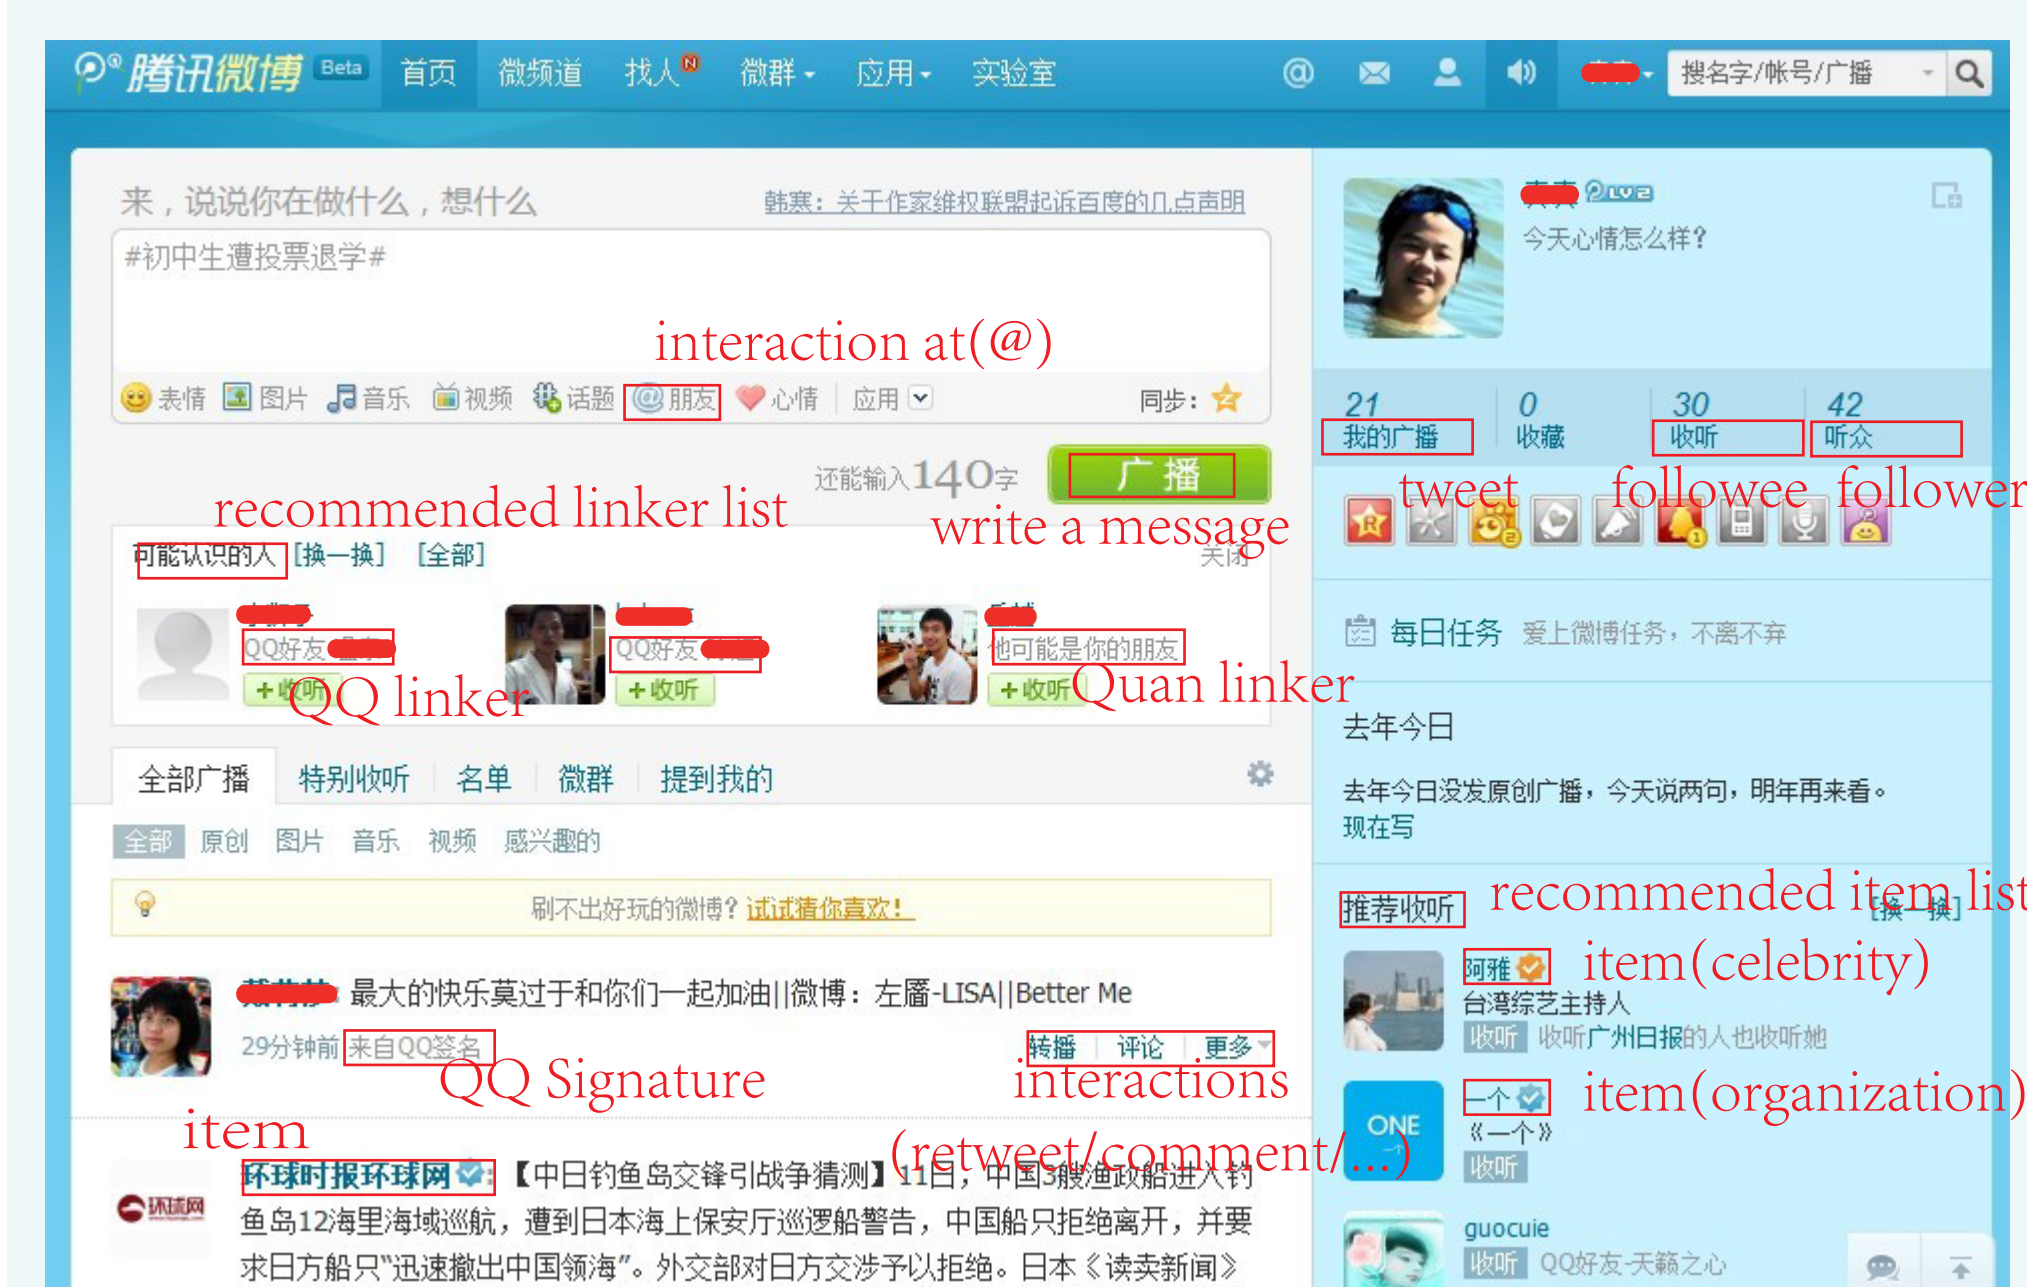 腾讯微博 Beta 首页 微频道 找人 N 微群 应用 实验室 @ 搜名字/帐号/广播
来，说说你在做什么，想什么 韩寒：关于作家维权联盟起诉百度的几点声明
#初中生遭投票退学#
interaction at(@)
表情 图片 音乐 视频 话题 @朋友 心情 应用 同步：
还能输入140字 广播
write a message
recommended linker list
可能认识的人 [换一换] [全部] 关闭
QQ好友 QQ好友 他可能是你的朋友
+收听 +收听 +收听
QQ linker Quan linker
全部广播 特别收听 名单 微群 提到我的
全部 原创 图片 音乐 视频 感兴趣的
刷不出好玩的微博？试试猜你喜欢！
: 最大的快乐莫过于和你们一起加油||微博：左靥-LISA||Better Me
29分钟前 来自QQ签名 转播 评论 更多
QQ Signature interactions
(retweet/comment/...)
item
环球网
环球时报环球网：【中日钓鱼岛交锋引战争猜测】11日，中国3艘渔政船进入钓
鱼岛12海里海域巡航，遭到日本海上保安厅巡逻船警告，中国船只拒绝离开，并要
求日方船只“迅速撤出中国领海”。外交部对日方交涉予以拒绝。日本《读卖新闻》
LV2
今天心情怎么样？
21 0 30 42
我的广播 收藏 收听 听众
tweet followee follower
每日任务 爱上微博任务，不离不弃
去年今日
去年今日没发原创广播，今天说两句，明年再来看。
现在写
推荐收听 [换一换]
recommended item list
阿雅 item(celebrity)
台湾综艺主持人
收听 收听广州日报的人也收听她
ONE
一个 item(organization)
《一个》
收听
guocuie
收听 QQ好友-天籁之心